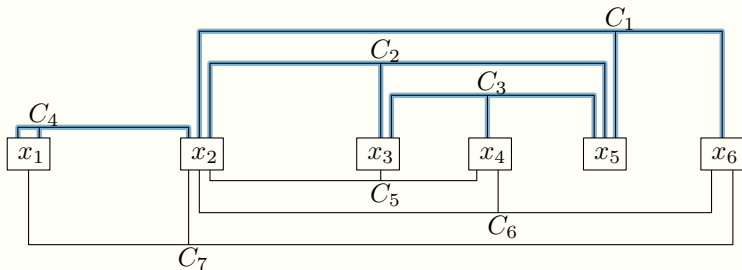 C₁
C₂
C₃
C₄
x₁ x₂ x₃ x₄ x₅ x₆
C₅
C₆
C₇